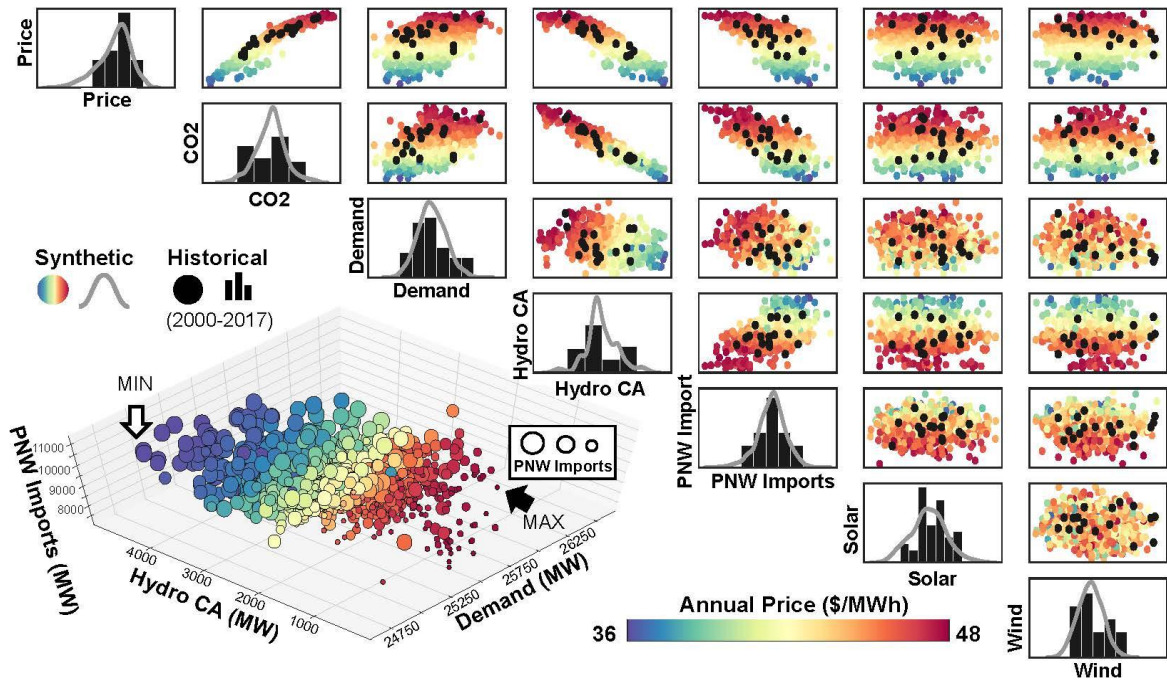 Price
Price
CO2
CO2
Demand
Demand
Hydro CA
Hydro CA
PNW Import
PNW Imports
Solar
Solar
Wind
Wind
Synthetic
Historical
(2000-2017)
MIN
PNW Imports
MAX
PNW Imports (MW)
11000
10000
9000
8000
Hydro CA (MW)
4000
3000
2000
1000
Demand (MW)
24750
25250
25750
26250
Annual Price ($/MWh)
36
48